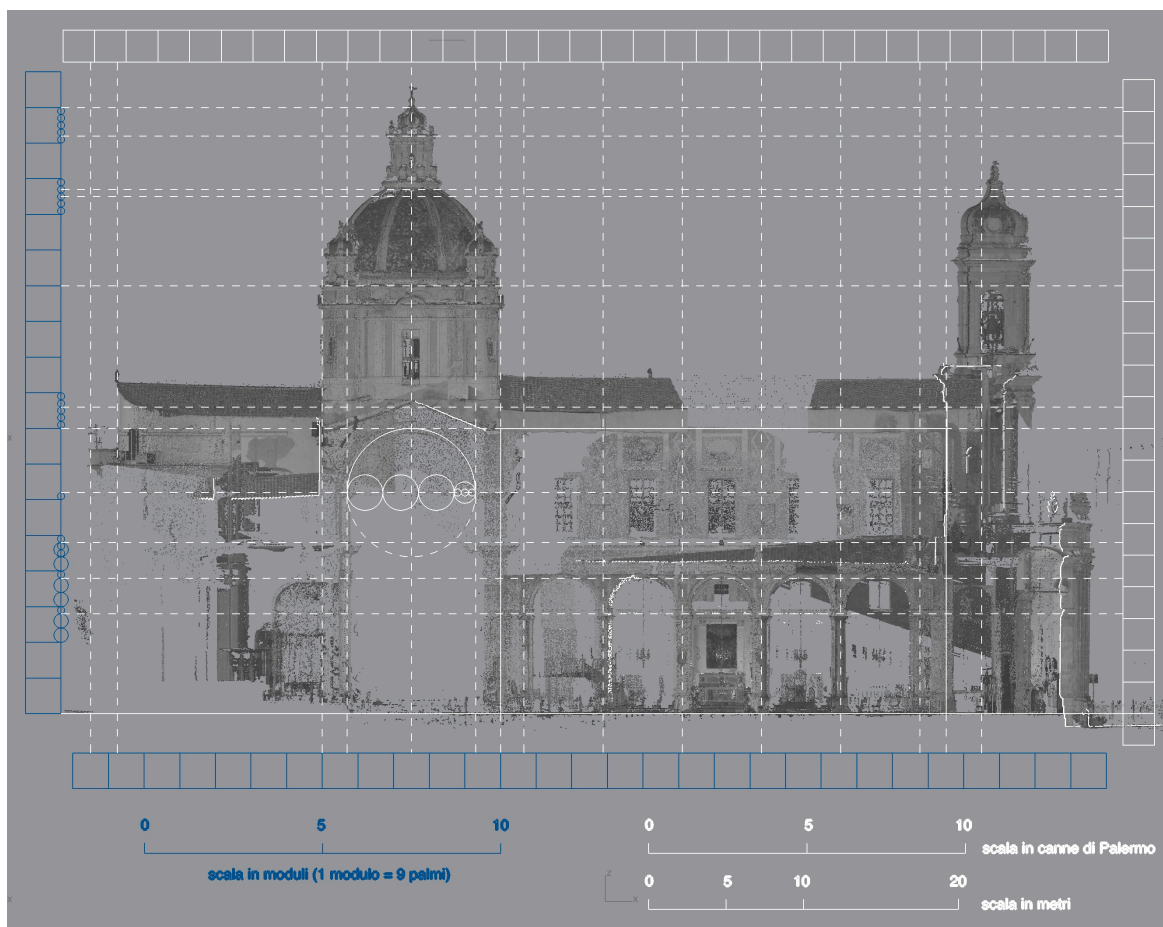 0 5 10
scala in moduli (1 modulo = 9 palmi)
0 5 10
scala in canne di Palermo
z
x
0 5 10 20
scala in metri
x
x